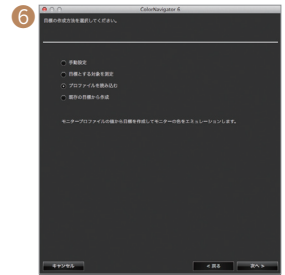 6
ColorNavigator 6
目標の作成方法を選択してください。
手動設定
目標とする対象を測定
プロファイルを読み込む
既存の目標から作成
モニタープロファイルの値から目標を作成してモニターの色をエミュレーションします。
キャンセル
< 戻る
次へ >